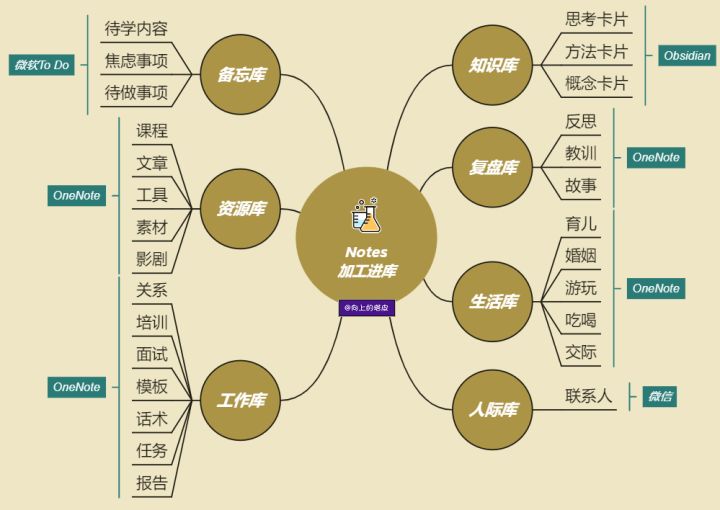 Notes
加工进库
@向上的煜应
备忘库
待学内容
焦虑事项
待做事项
微软To Do
资源库
课程
文章
工具
素材
影剧
OneNote
工作库
关系
培训
面试
模板
话术
任务
报告
OneNote
知识库
思考卡片
方法卡片
概念卡片
Obsidian
复盘库
反思
教训
故事
OneNote
生活库
育儿
婚姻
游玩
吃喝
交际
OneNote
人际库
联系人
微信